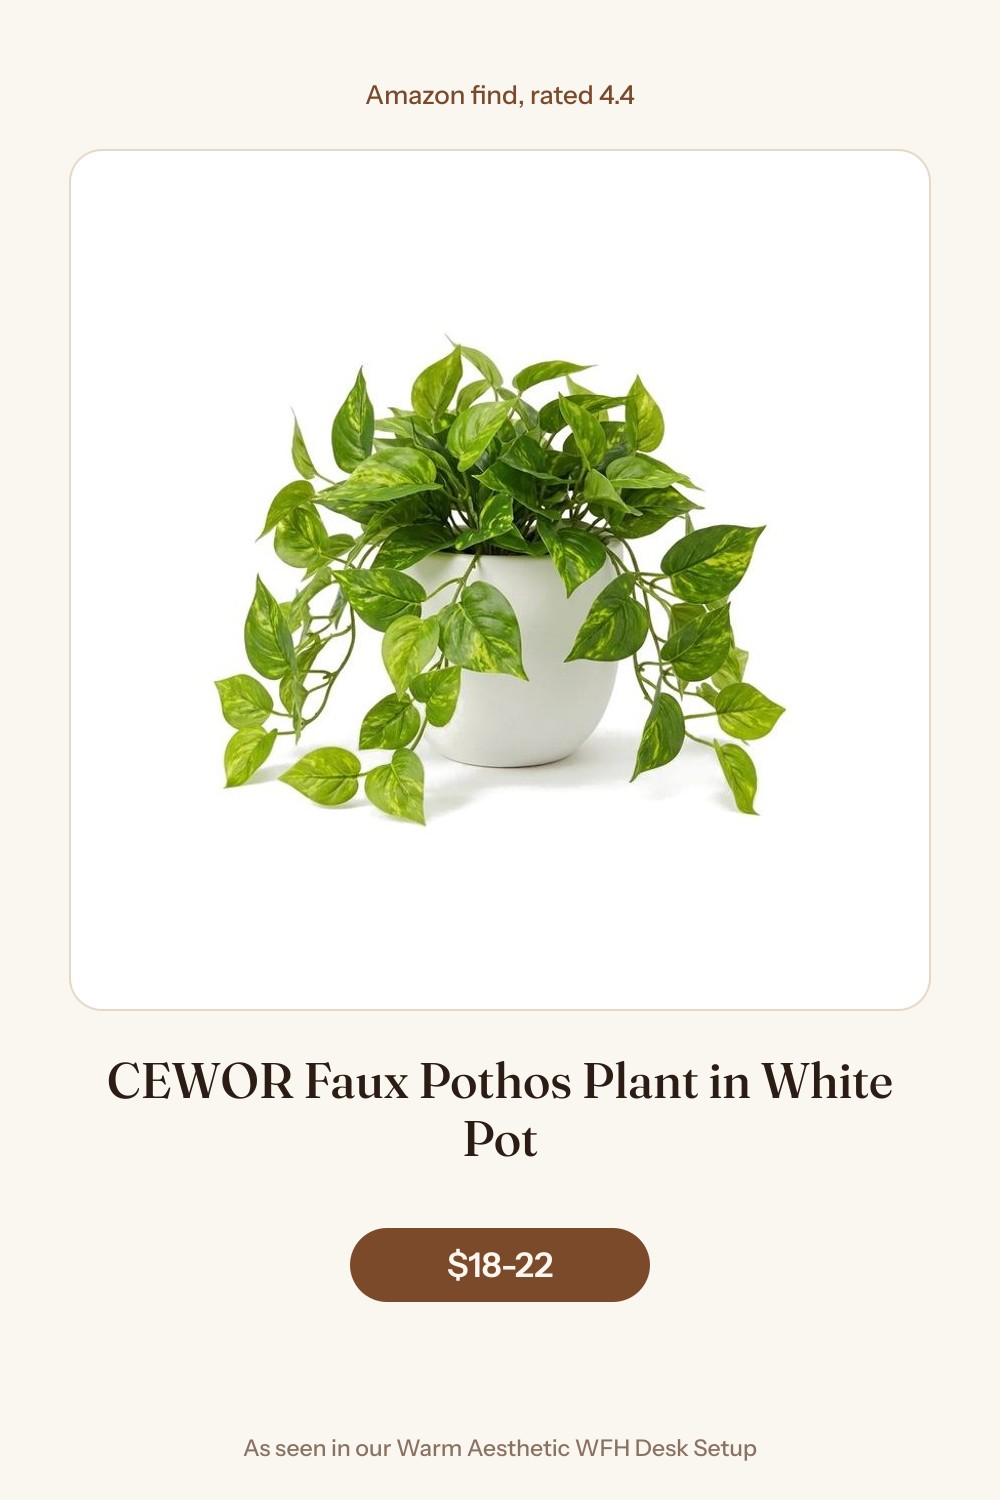 Amazon find, rated 4.4
CEWOR Faux Pothos Plant in White
Pot
$18-22
As seen in our Warm Aesthetic WFH Desk Setup